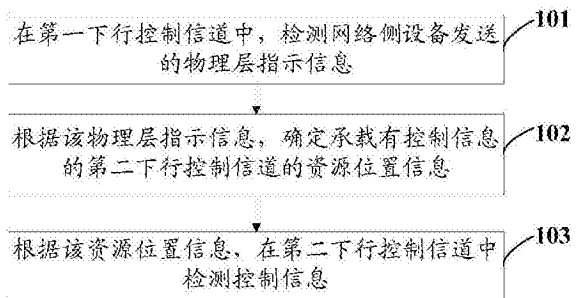 在第一下行控制信道中，检测网络侧设备发送
的物理层指示信息
101
根据该物理层指示信息，确定承载有控制信息
的第二下行控制信道的资源位置信息
102
根据该资源位置信息，在第二下行控制信道中
检测控制信息
103